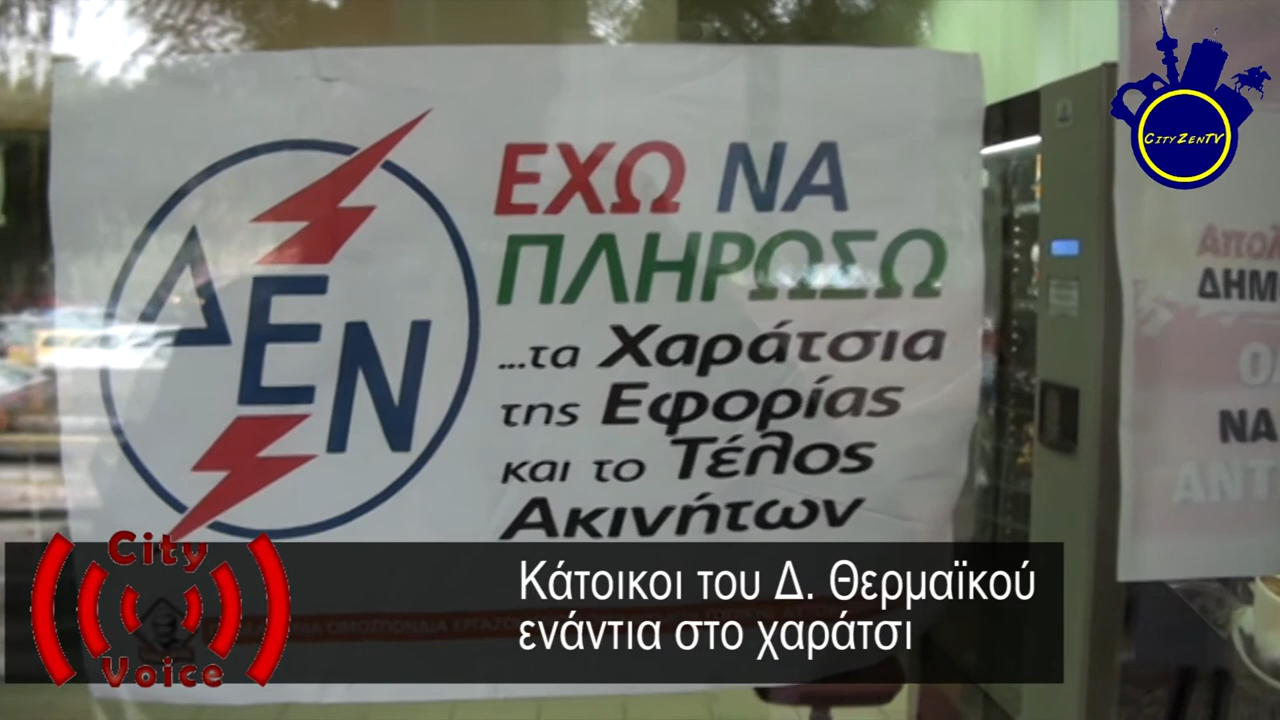 CITYZENTV
ΔΕΝ
ΕΧΩ ΝΑ
ΠΛΗΡΩΣΩ
...τα Χαράτσια
της Εφορίας
και το Τέλος
Ακινήτων
ΔΗΜ
ΝΑ
ΑΝΤ
City
Voice
Κάτοικοι του Δ. Θερμαϊκού
ενάντια στο χαράτσι